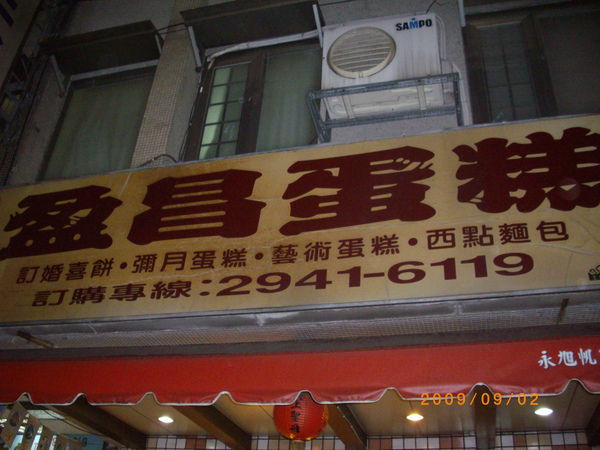 SAMPO
盈昌蛋糕
訂婚喜餅・彌月蛋糕・藝術蛋糕・西點麵包
訂購專線：2941-6119
永旭帆
2009/09/02